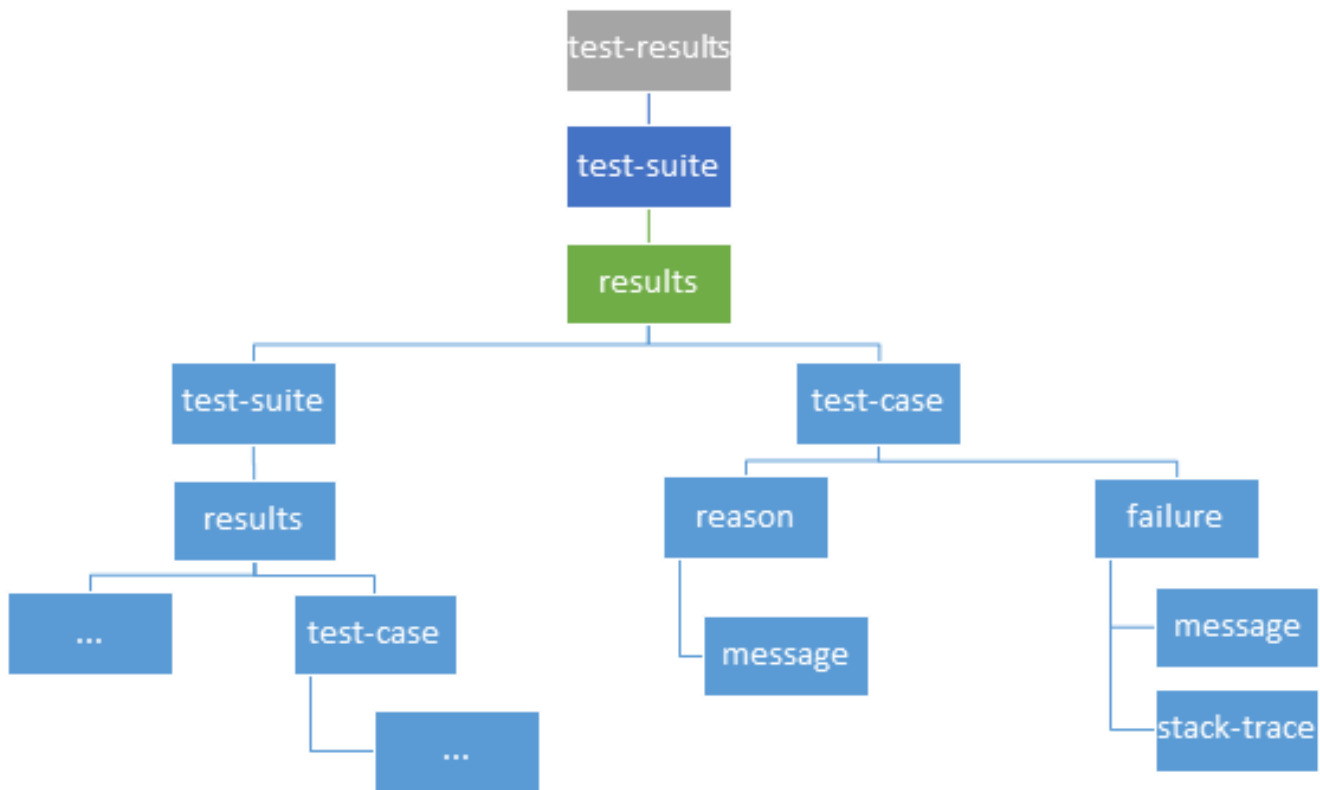 test-results
test-suite
results
test-suite
test-case
results
reason
failure
...
test-case
message
message
...
stack-trace